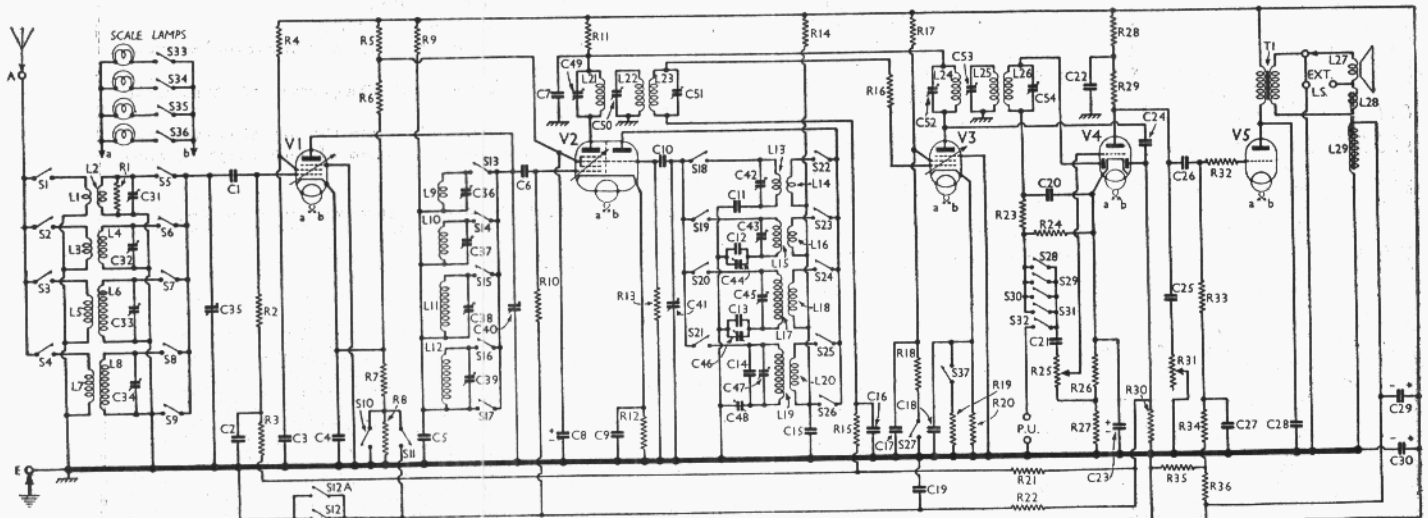 SCALE LAMPS
S33
S34
S35
S36
a b
A
R4
R5
R9
R11
R14
R17
R28
T1
L27
EXT.
L.S.
L28
L29
C49
L21
L22
L23
C51
C7
C50
R6
R16
C53
L24
L25
L26
C54
C52
C22
R29
C24
V1
V2
V3
V4
V5
a b
a b
a b
a b
a b
S1
L2
R1
S5
L1
C31
C1
S13
C6
L9
C36
C10
S18
L13
S22
C42
L14
C11
C20
C26
R32
S2
L4
S6
L3
C32
L10
S14
C37
S19
C43
S23
L16
C12
C44
L15
R23
R24
S3
L6
S7
L5
C33
C35
R2
S15
L11
C38
C40
R10
R13
C41
S20
C45
S24
L18
C13
L17
C46
S28
S29
S30
S31
S32
C21
C25
R33
S4
L8
S8
L7
C34
S9
L12
S16
C39
S17
S21
C14
C47
S25
L20
L19
C48
S26
R7
R8
S10
S11
R18
S37
R19
R20
R25
R26
R31
R30
C2
R3
C3
C4
C5
C8
C9
R12
C15
R15
C16
C17
S27
C18
P.U.
R27
C23
R34
C27
C28
C29
C30
E
S12A
S12
C19
R21
R22
R35
R36